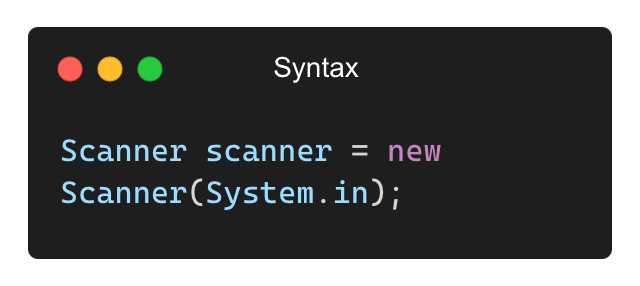 Syntax
Scanner scanner = new
Scanner(System.in);